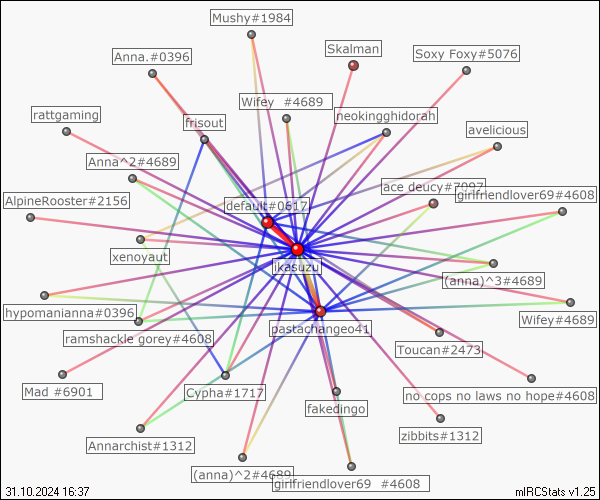 Mushy#1984
Skalman
Anna.#0396
Soxy Foxy#5076
Wifey  #4689
rattgaming
frisout
neokingghidorah
avelicious
Anna^2#4689
ace deucy#7097
girlfriendlover69#4608
AlpineRooster#2156
default#0617
xenoyaut
ikasuzu
(anna)^3#4689
hypomanianna#0396
Wifey#4689
pastachangeo41
ramshackle gorey#4608
Toucan#2473
Mad #6901
Cypha#1717
no cops no laws no hope#4608
fakedingo
zibbits#1312
Annarchist#1312
(anna)^2#4689
girlfriendlover69  #4608
31.10.2024 16:37
mIRCStats v1.25